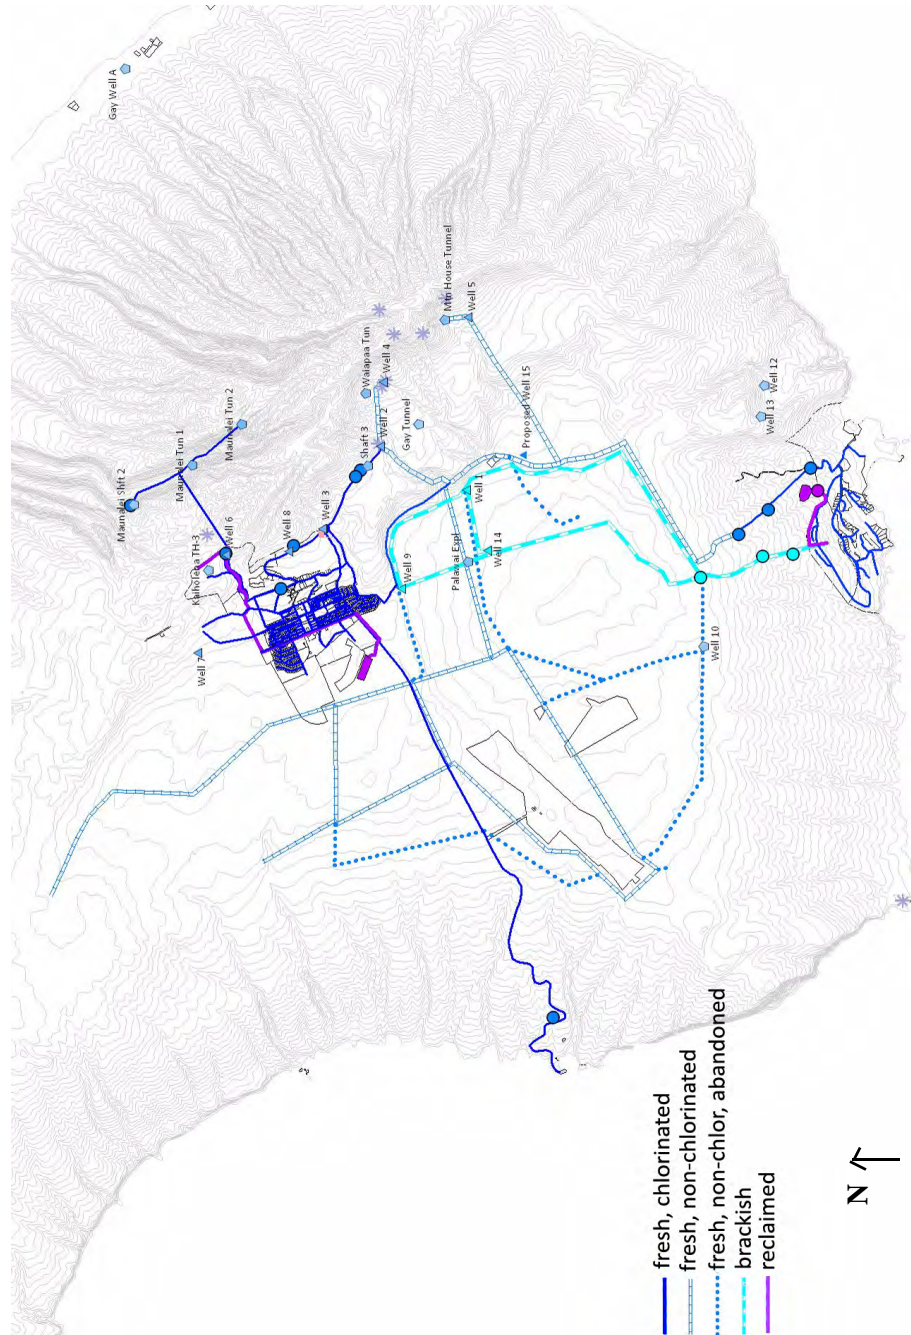 Gay Well A
Mtn House Tunnel
Well 5
Waiapaa Tun
Well 4
Maunalei Tun 2
Maunalei Tun 1
Maunalei Shft 2
Gay Tunnel
Shaft 3
Well 2
Proposed Well 15
Well 12
Well 13
Well 3
Well 8
Well 6
Kaiholena TH-3
Well 1
Well 14
Palawai Expl
Well 9
Well 7
Well 10
fresh, chlorinated
fresh, non-chlorinated
fresh, non-chlor, abandoned
brackish
reclaimed
N